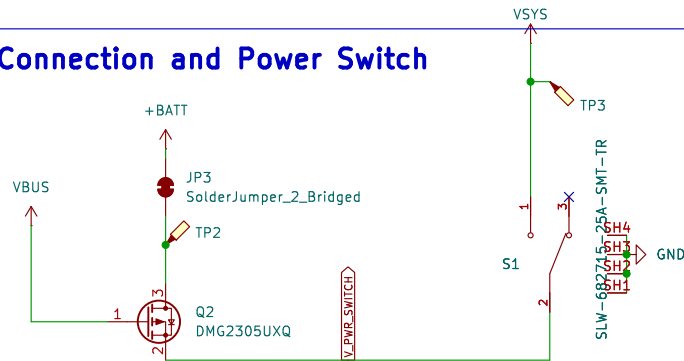 VSYS
Connection and Power Switch
TP3
+BATT
JP3
SolderJumper_2_Bridged
VBUS
TP2
1
3
S1
SLW-682715-25A-SMT-TR
SH4
SH3
SH2
SH1
GND
3
1
Q2
DMG2305UXQ
2
V_PWR_SWITCH
2